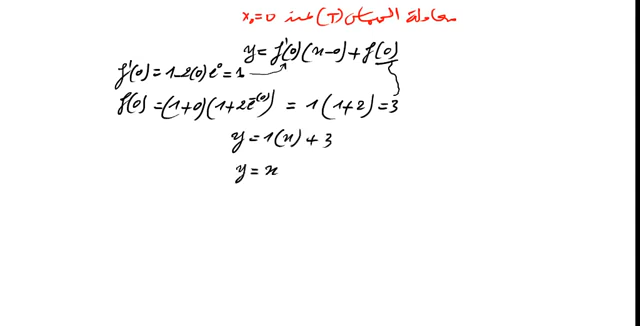 معادلة المماس (T) عند x₀=0
y = f'(0)(x-0) + f(0)
f'(0) = 1-2(0)e⁰ = 1
f(0) = (1+0)(1+2e⁻⁽⁰⁾) = 1(1+2) = 3
y = 1(x) + 3
y = x